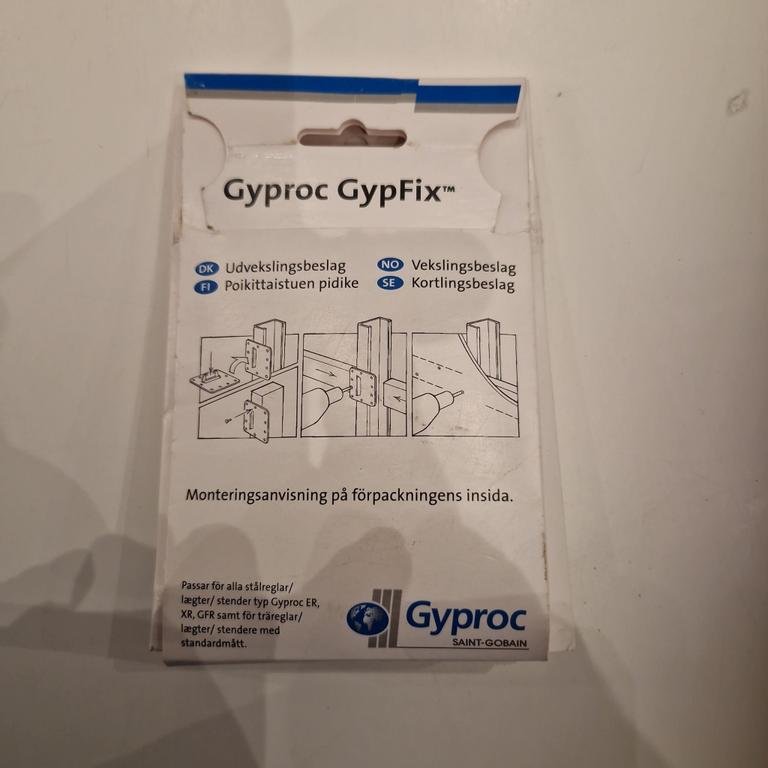 Gyproc GypFix™
DK Udvekslingsbeslag
FI Poikittaistuen pidike
NO Vekslingsbeslag
SE Kortlingsbeslag
Monteringsanvisning på förpackningens insida.
Passar för alla stålreglar/
lægter/ stender typ Gyproc ER,
XR, GFR samt för träreglar/
lægter/ stendere med
standardmått.
Gyproc
SAINT-GOBAIN